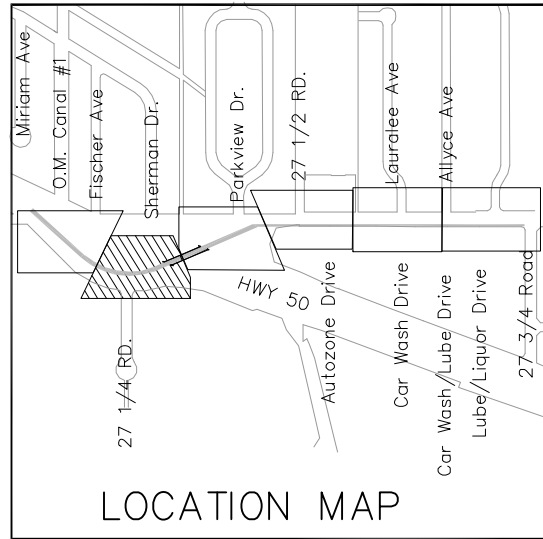 Miriam Ave
O.M. Canal #1
Fischer Ave
Sherman Dr.
Parkview Dr.
27 1/2 RD.
Lauralee Ave
Allyce Ave
HWY 50
27 1/4 RD.
Autozone Drive
Car Wash Drive
Car Wash/Lube Drive
Lube/Liquor Drive
27 3/4 Road
LOCATION MAP